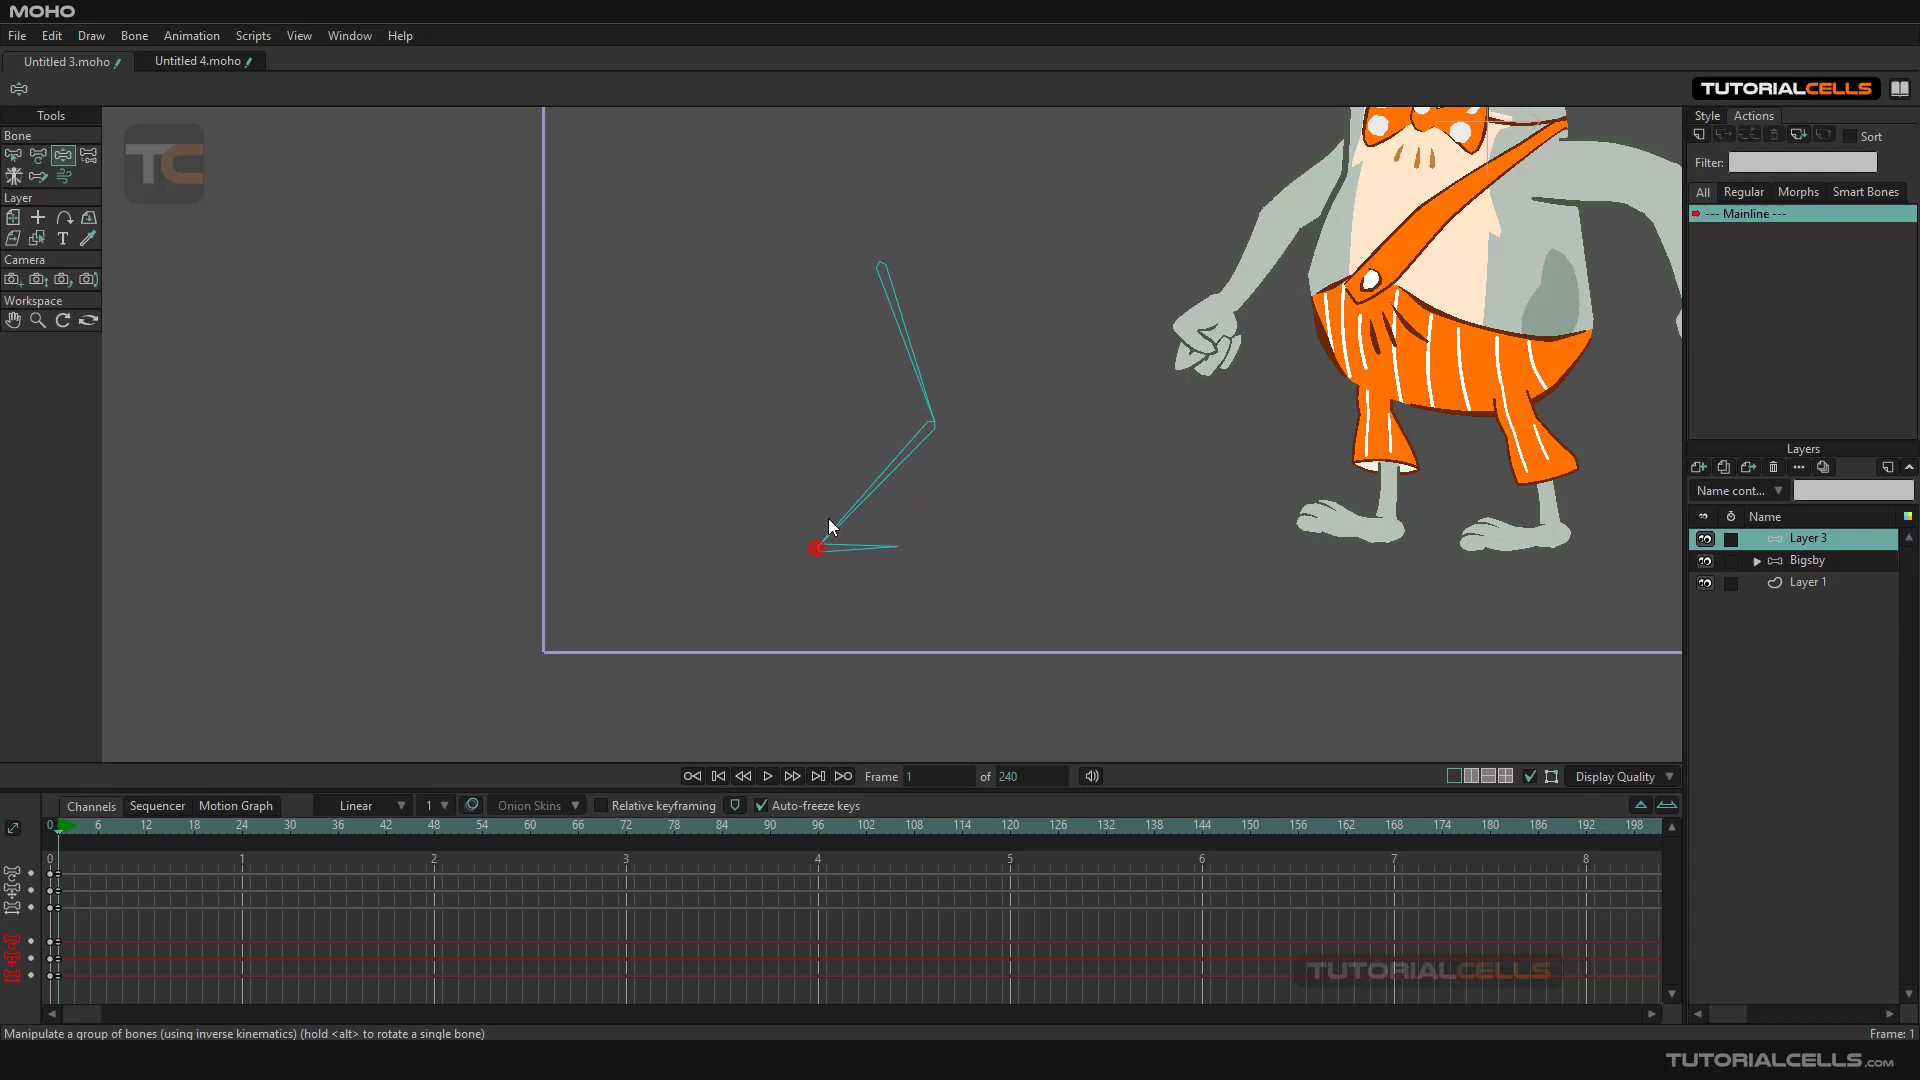 MOHO
File Edit Draw Bone Animation Scripts View Window Help
Untitled 3.moho Untitled 4.moho
TUTORIALCELLS
Tools
Bone
Layer
T
Camera
Workspace
TC
Style Actions
Sort
Filter:
All Regular Morphs Smart Bones
--- Mainline ---
Layers
Name cont...
Name
Layer 3
Bigsby
Layer 1
Frame 1 of 240
Display Quality
Channels Sequencer Motion Graph Linear 1 Onion Skins Relative keyframing Auto-freeze keys
0 6 12 18 24 30 36 42 48 54 60 66 72 78 84 90 96 102 108 114 120 126 132 138 144 150 156 162 168 174 180 186 192 198
0 1 2 3 4 5 6 7 8
TUTORIALCELLS
Manipulate a group of bones (using inverse kinematics) (hold <alt> to rotate a single bone)
Frame: 1
TUTORIALCELLS.COM